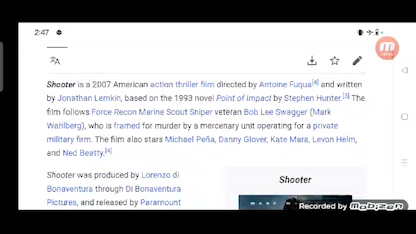 2:47
Shooter is a 2007 American action thriller film directed by Antoine Fuqua[4] and written
by Jonathan Lemkin, based on the 1993 novel Point of Impact by Stephen Hunter.[5] The
film follows Force Recon Marine Scout Sniper veteran Bob Lee Swagger (Mark
Wahlberg), who is framed for murder by a mercenary unit operating for a private
military firm. The film also stars Michael Peña, Danny Glover, Kate Mara, Levon Helm,
and Ned Beatty.[6]
Shooter was produced by Lorenzo di
Bonaventura through Di Bonaventura
Pictures, and released by Paramount
Shooter
MARK W
Recorded by Mobizen